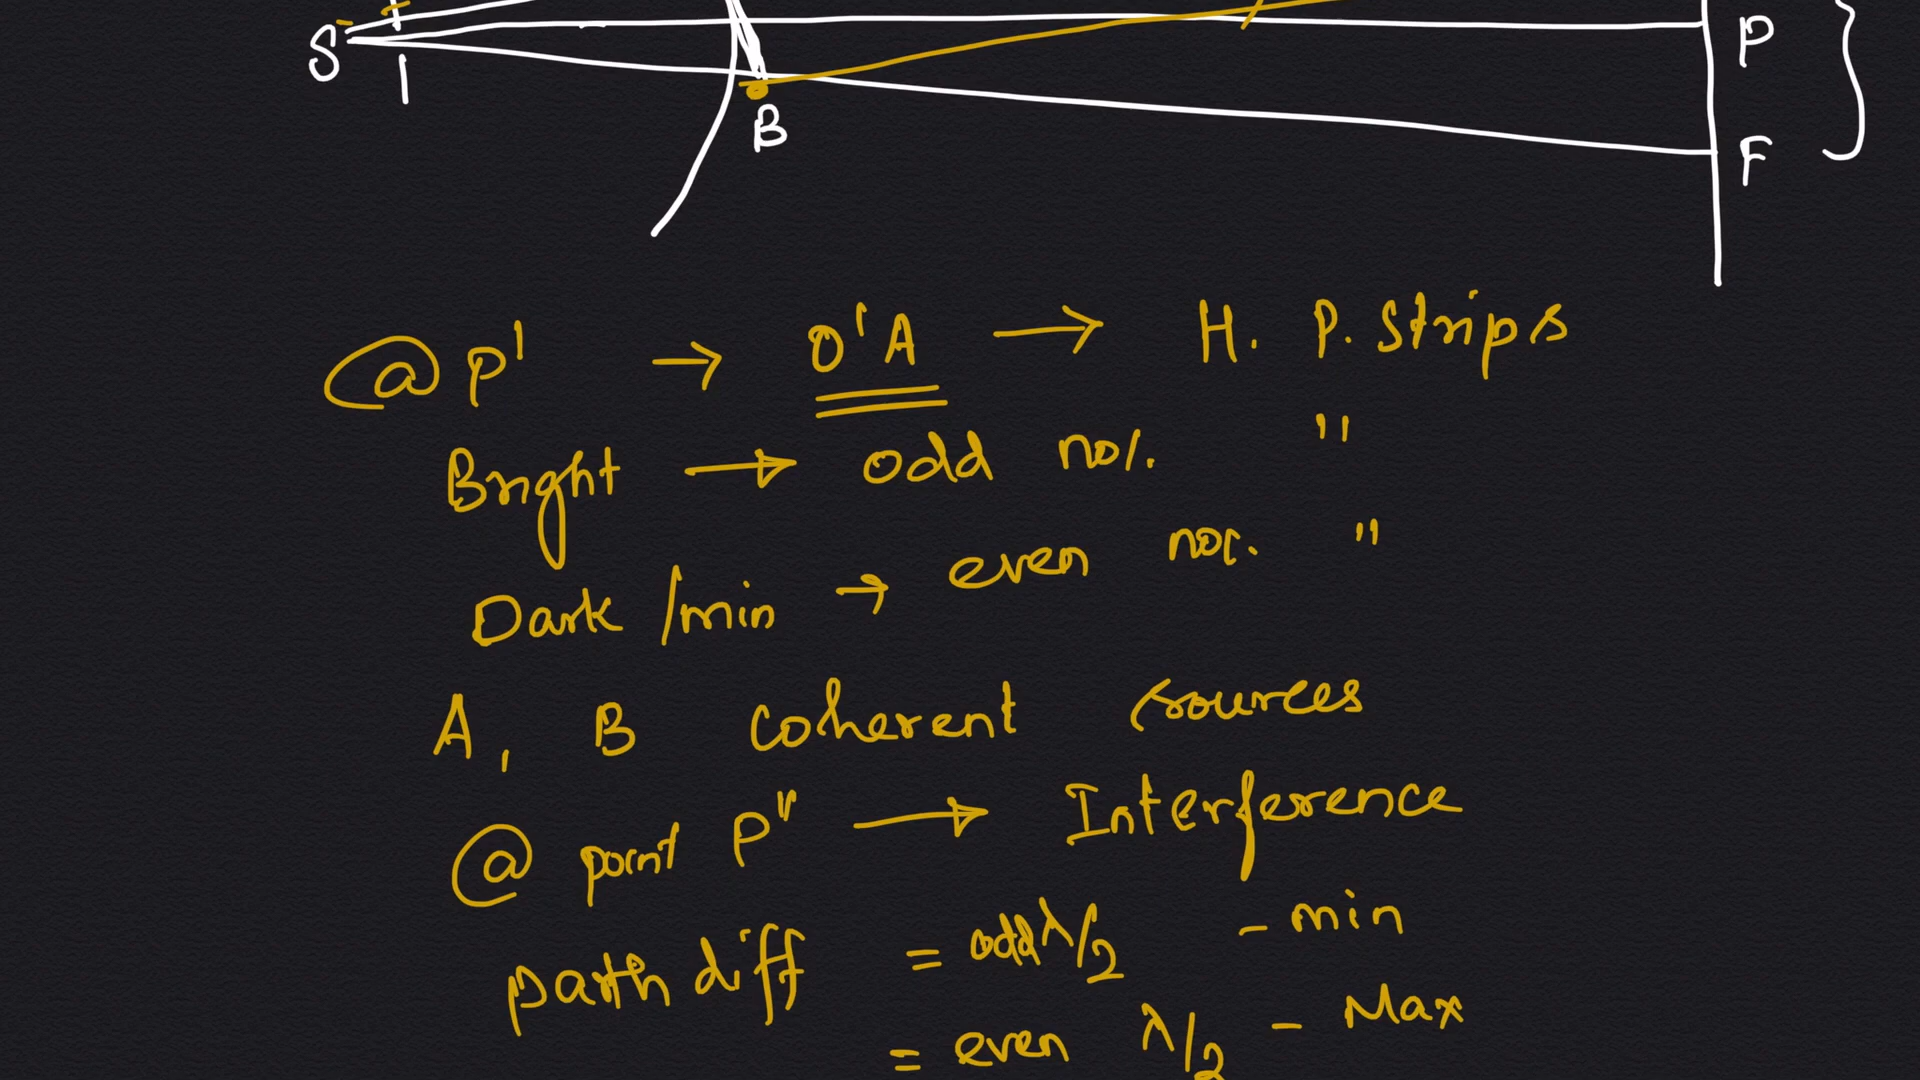 S
P
B
F
@ P' → O'A → H. P. Strips
Bright → odd no/. "
Dark /min → even no/. "
A, B coherent sources
@ point P" → Interference
path diff = odd λ/2 - min
= even λ/2 - Max